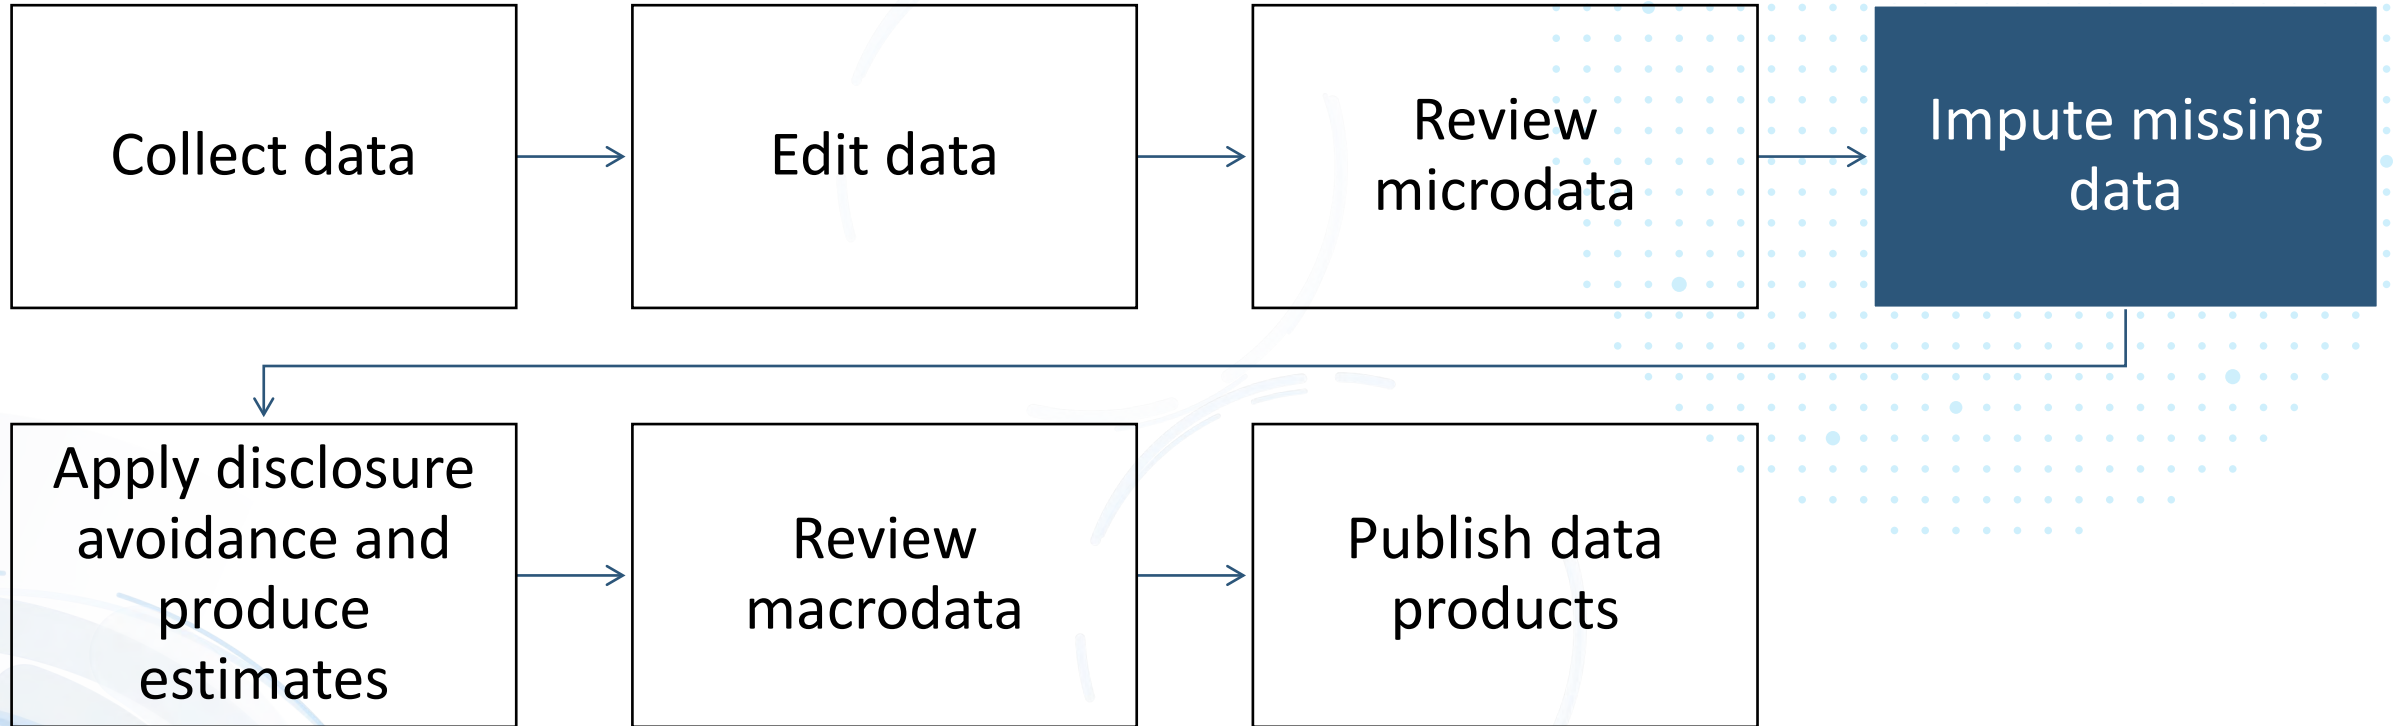 Collect data
Edit data
Review
microdata
Impute missing
data
Apply disclosure
avoidance and
produce
estimates
Review
macrodata
Publish data
products